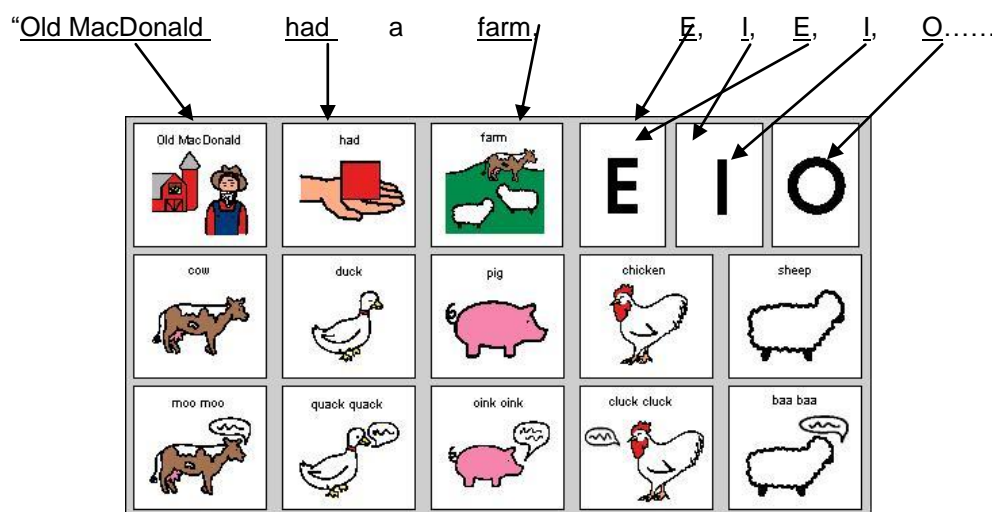 “Old MacDonald had a farm, E, I, E, I, O……
Old MacDonald had farm E I O
cow duck pig chicken sheep
moo moo quack quack oink oink cluck cluck baa baa